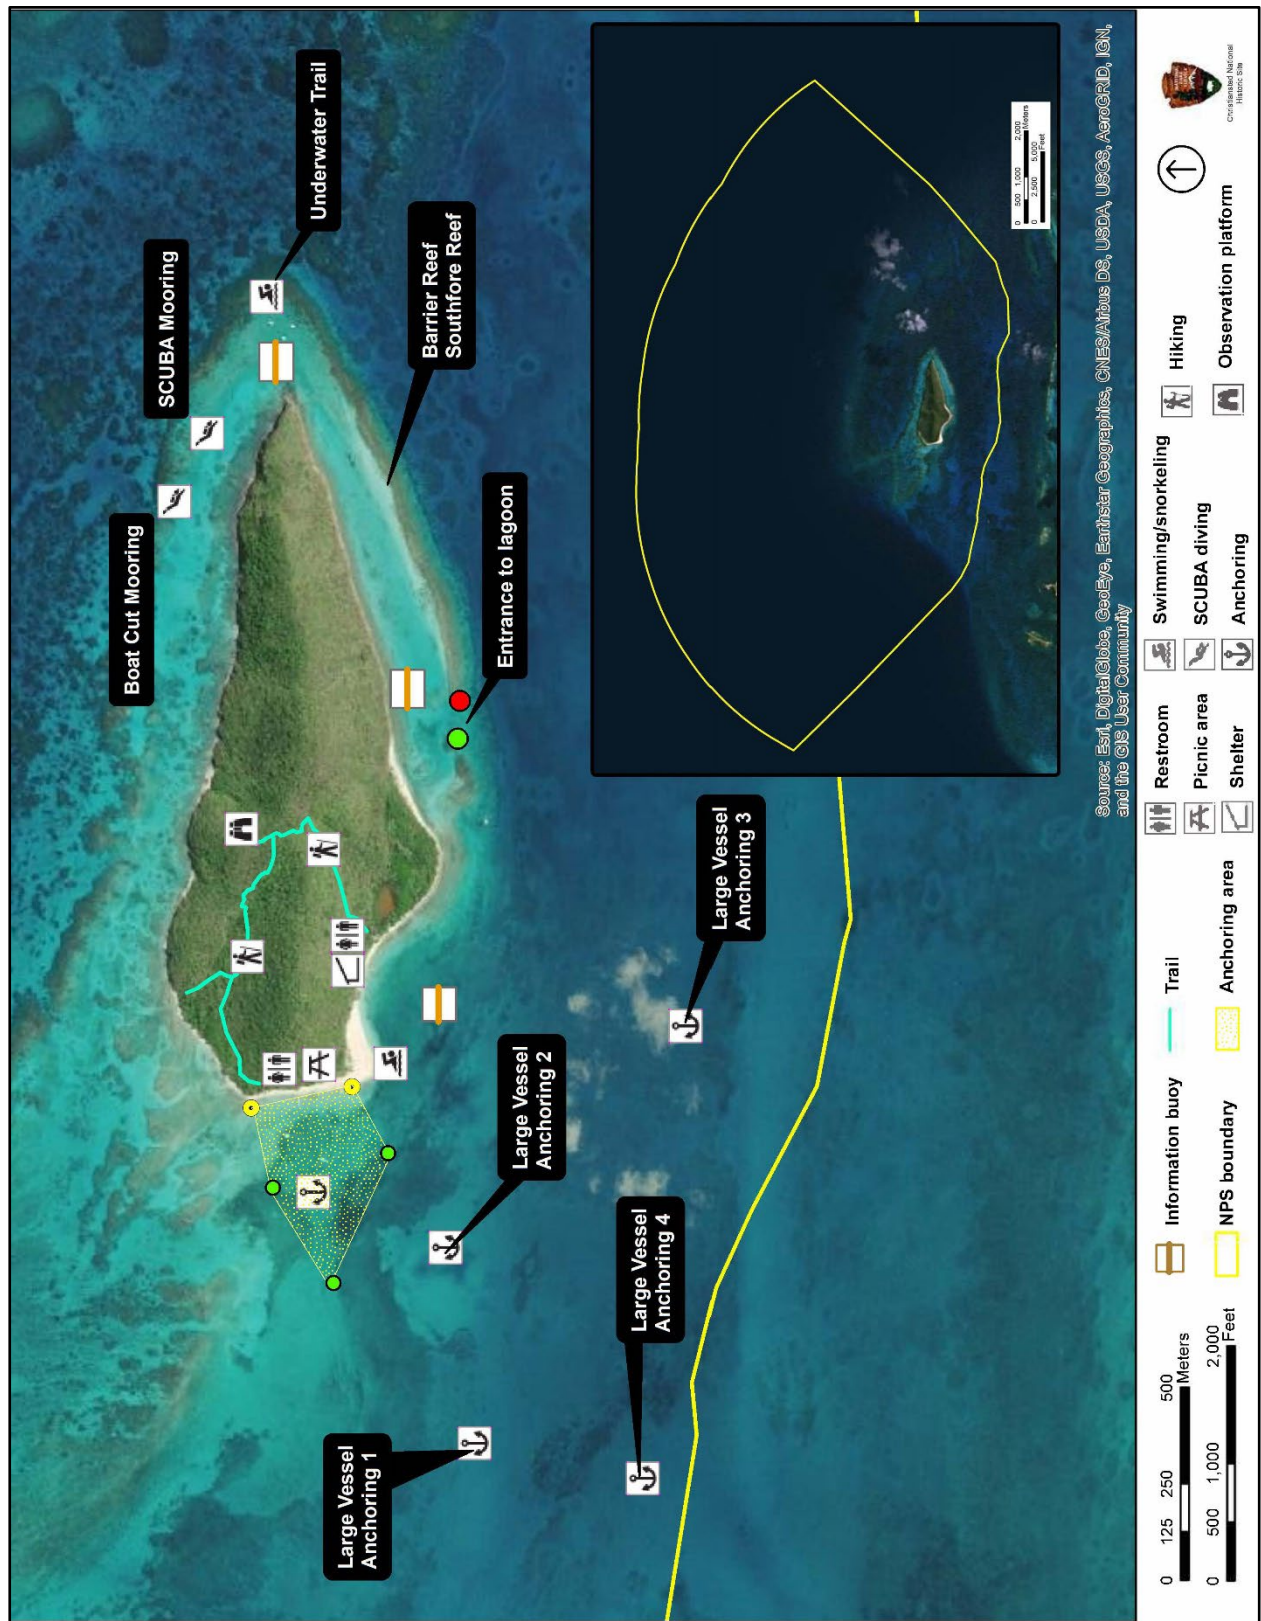 Boat Cut Mooring
SCUBA Mooring
Underwater Trail
Barrier Reef
Southfore Reef
Entrance to lagoon
Large Vessel
Anchoring 1
Large Vessel
Anchoring 2
Large Vessel
Anchoring 3
Large Vessel
Anchoring 4
0 500 1,000 2,000
Meters
0 2,500 5,000
Feet
Source: Esri, DigitalGlobe, GeoEye, Earthstar Geographics, CNES/Airbus DS, USDA, USGS, AeroGRID, IGN,
and the GIS User Community
0 125 250 500
Meters
0 500 1,000 2,000
Feet
Information buoy
NPS boundary
Trail
Anchoring area
Restroom
Picnic area
Shelter
Swimming/snorkeling
SCUBA diving
Anchoring
Hiking
Observation platform
Christiansted National
Historic Site